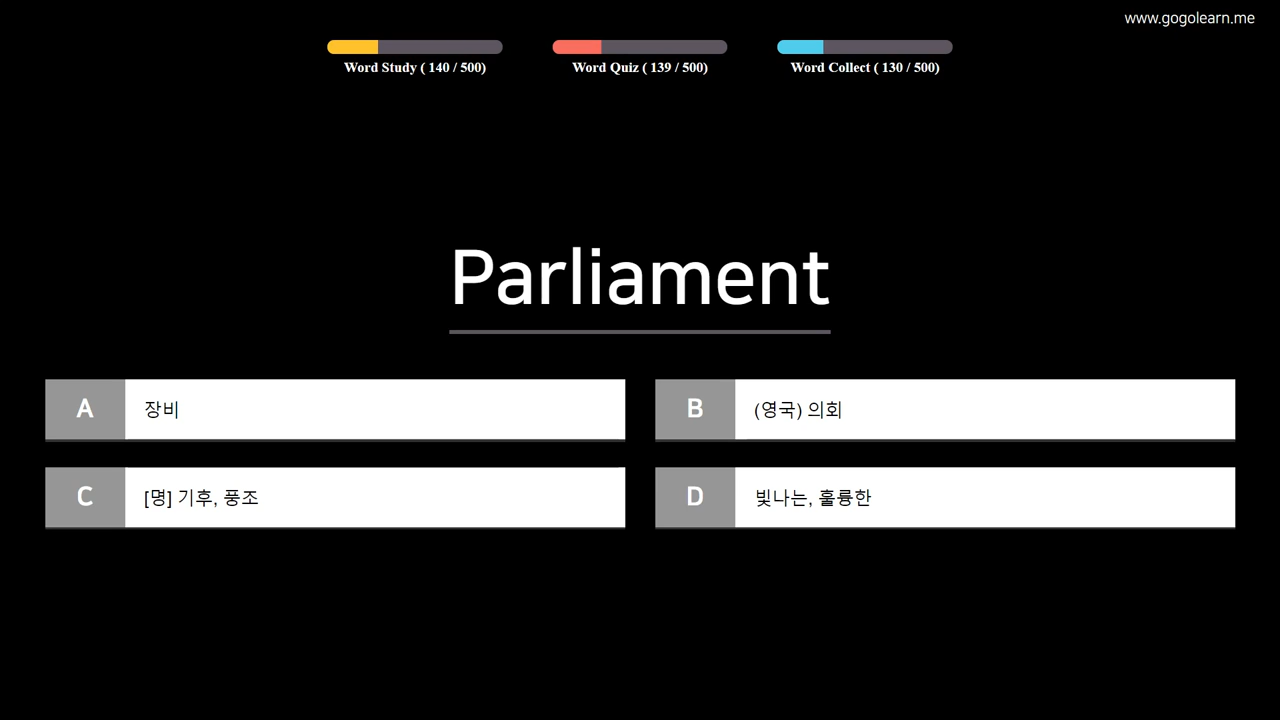 www.gogolearn.me
Word Study ( 140 / 500)
Word Quiz ( 139 / 500)
Word Collect ( 130 / 500)
Parliament
A 장비
B (영국) 의회
C [명] 기후, 풍조
D 빛나는, 훌륭한